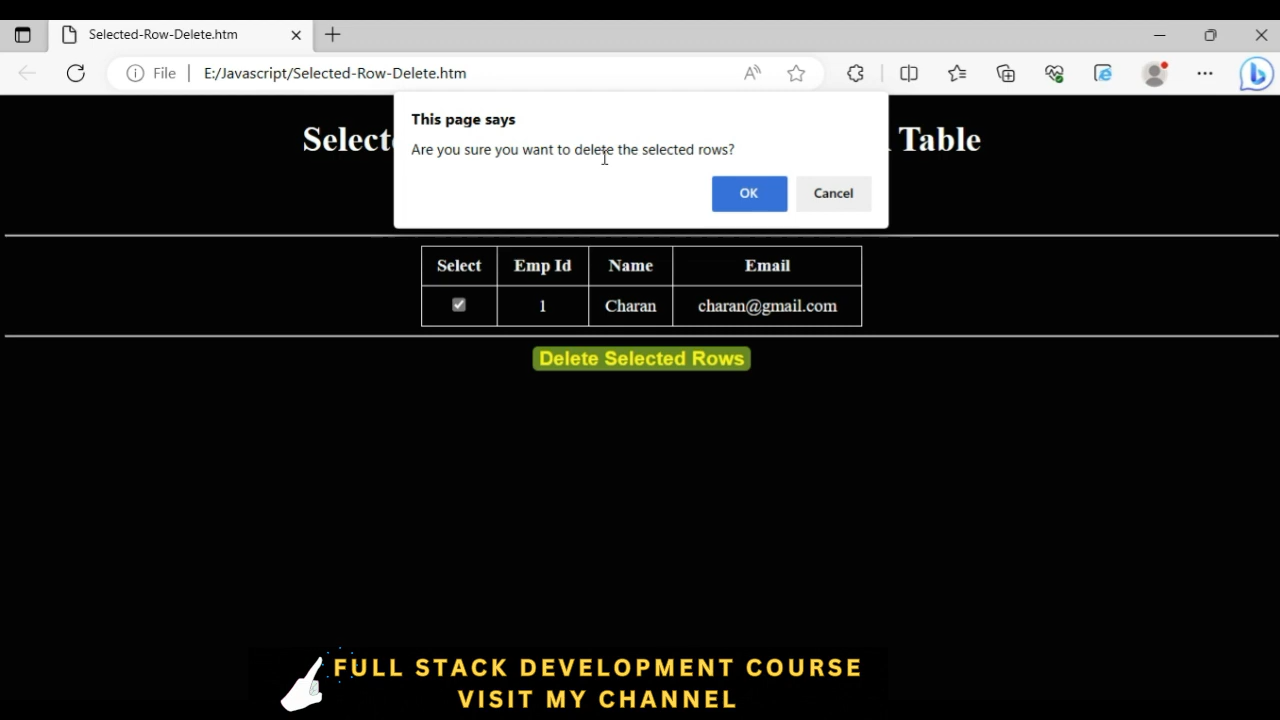 Selected-Row-Delete.htm
File
E:/Javascript/Selected-Row-Delete.htm
This page says
Are you sure you want to delete the selected rows?
OK Cancel
Table
Select Emp Id Name Email
1 Charan charan@gmail.com
Delete Selected Rows
FULL STACK DEVELOPMENT COURSE
VISIT MY CHANNEL